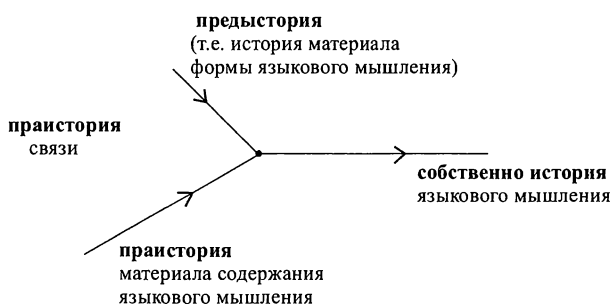 предыстория
(т.е. история материала
формы языкового мышления)
праистория
связи
собственно история
языкового мышления
праистория
материала содержания
языкового мышления